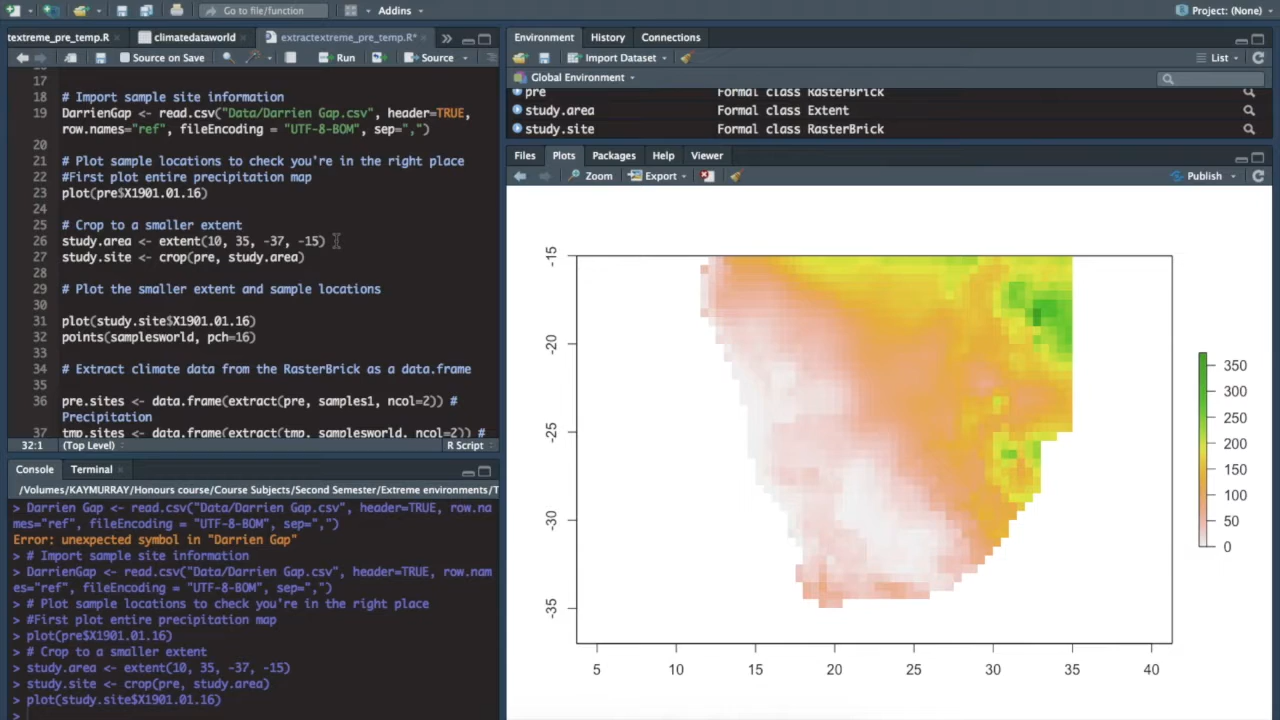 Go to file/function
Addins
Project: (None)
textreme_pre_temp.R
climatedataworld
extractextreme_pre_temp.R*
Source on Save
Run
Source
17
18 # Import sample site information
19 DarrienGap <- read.csv("Data/Darrien Gap.csv", header=TRUE,
row.names="ref", fileEncoding = "UTF-8-BOM", sep=",")
20
21 # Plot sample locations to check you're in the right place
22 #First plot entire precipitation map
23 plot(pre$X1901.01.16)
24
25 # Crop to a smaller extent
26 study.area <- extent(10, 35, -37, -15)
27 study.site <- crop(pre, study.area)
28
29 # Plot the smaller extent and sample locations
30
31 plot(study.site$X1901.01.16)
32 points(samplesworld, pch=16)
33
34 # Extract climate data from the RasterBrick as a data.frame
35
36 pre.sites <- data.frame(extract(pre, samples1, ncol=2)) #
Precipitation
37 tmp.sites <- data.frame(extract(tmp, samplesworld, ncol=2)) #
32:1 (Top Level) R Script
Console Terminal
/Volumes/KAYMURRAY/Honours course/Course Subjects/Second Semester/Extreme environments/T
> Darrien Gap <- read.csv("Data/Darrien Gap.csv", header=TRUE, row.na
mes="ref", fileEncoding = "UTF-8-BOM", sep=",")
Error: unexpected symbol in "Darrien Gap"
> # Import sample site information
> DarrienGap <- read.csv("Data/Darrien Gap.csv", header=TRUE, row.nam
es="ref", fileEncoding = "UTF-8-BOM", sep=",")
> # Plot sample locations to check you're in the right place
> #First plot entire precipitation map
> plot(pre$X1901.01.16)
> # Crop to a smaller extent
> study.area <- extent(10, 35, -37, -15)
> study.site <- crop(pre, study.area)
> plot(study.site$X1901.01.16)
>
Environment History Connections
Import Dataset
List
Global Environment
pre Formal class RasterBrick
study.area Formal class Extent
study.site Formal class RasterBrick
Files Plots Packages Help Viewer
Zoom Export Publish
-15
-20
-25
-30
-35
5 10 15 20 25 30 35 40
350
300
250
200
150
100
50
0